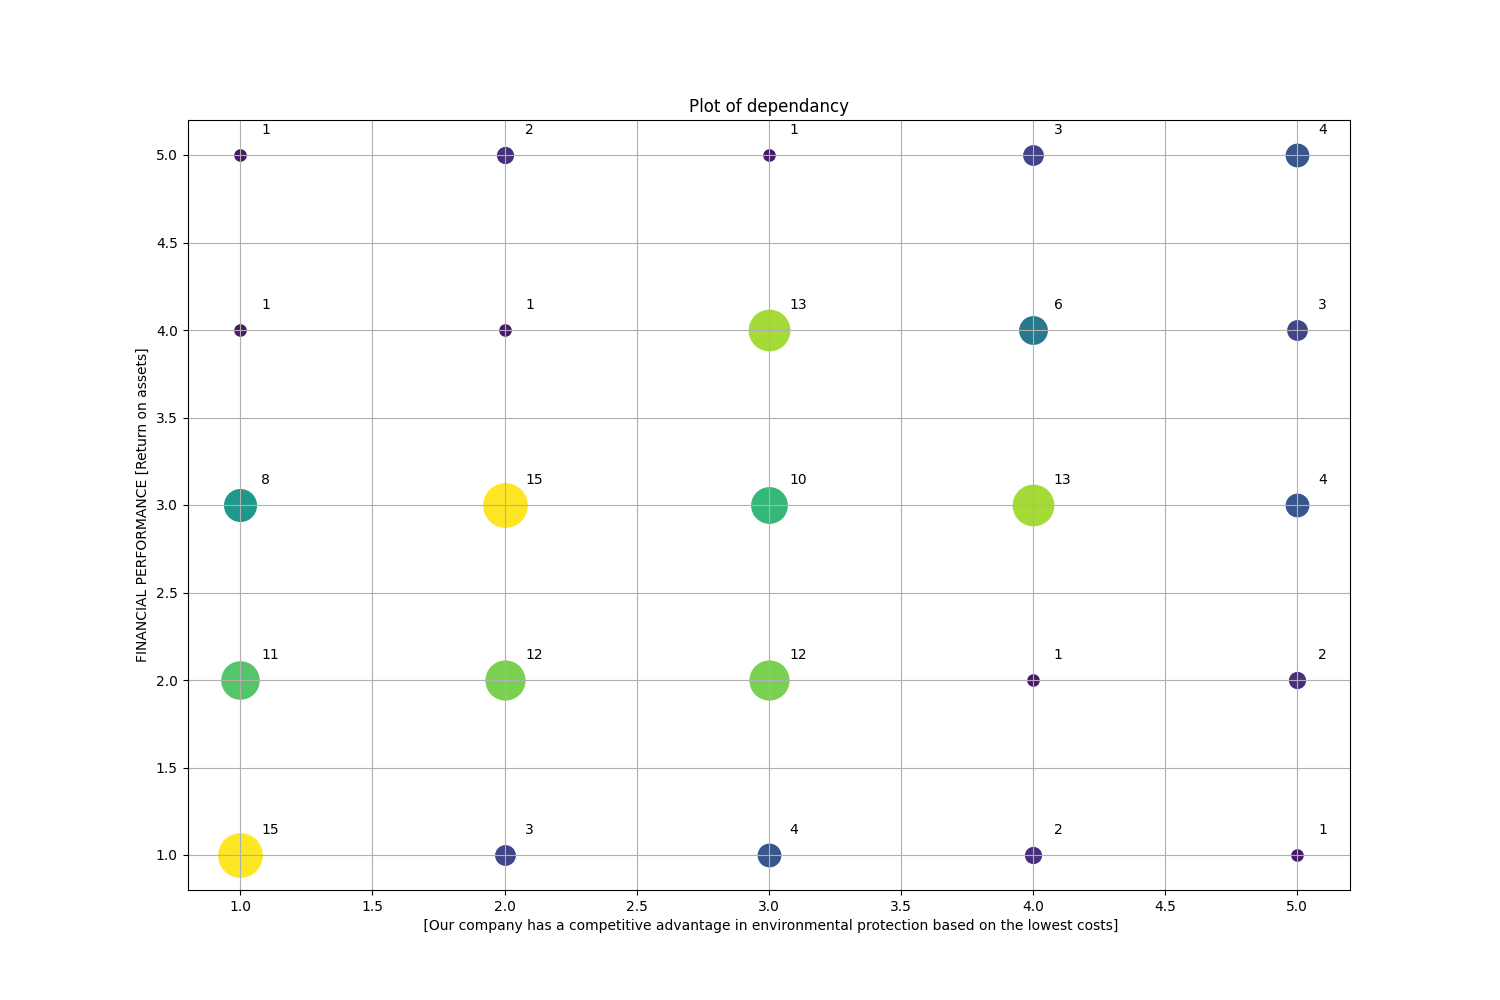 Plot of dependancy
1 2 1 3 4
5.0
4.5
1 1 13 6 3
4.0
3.5
8 15 10 13 4
3.0
2.5
11 12 12 1 2
2.0
1.5
15 3 4 2 1
1.0
FINANCIAL PERFORMANCE [Return on assets]
1.0 1.5 2.0 2.5 3.0 3.5 4.0 4.5 5.0
[Our company has a competitive advantage in environmental protection based on the lowest costs]